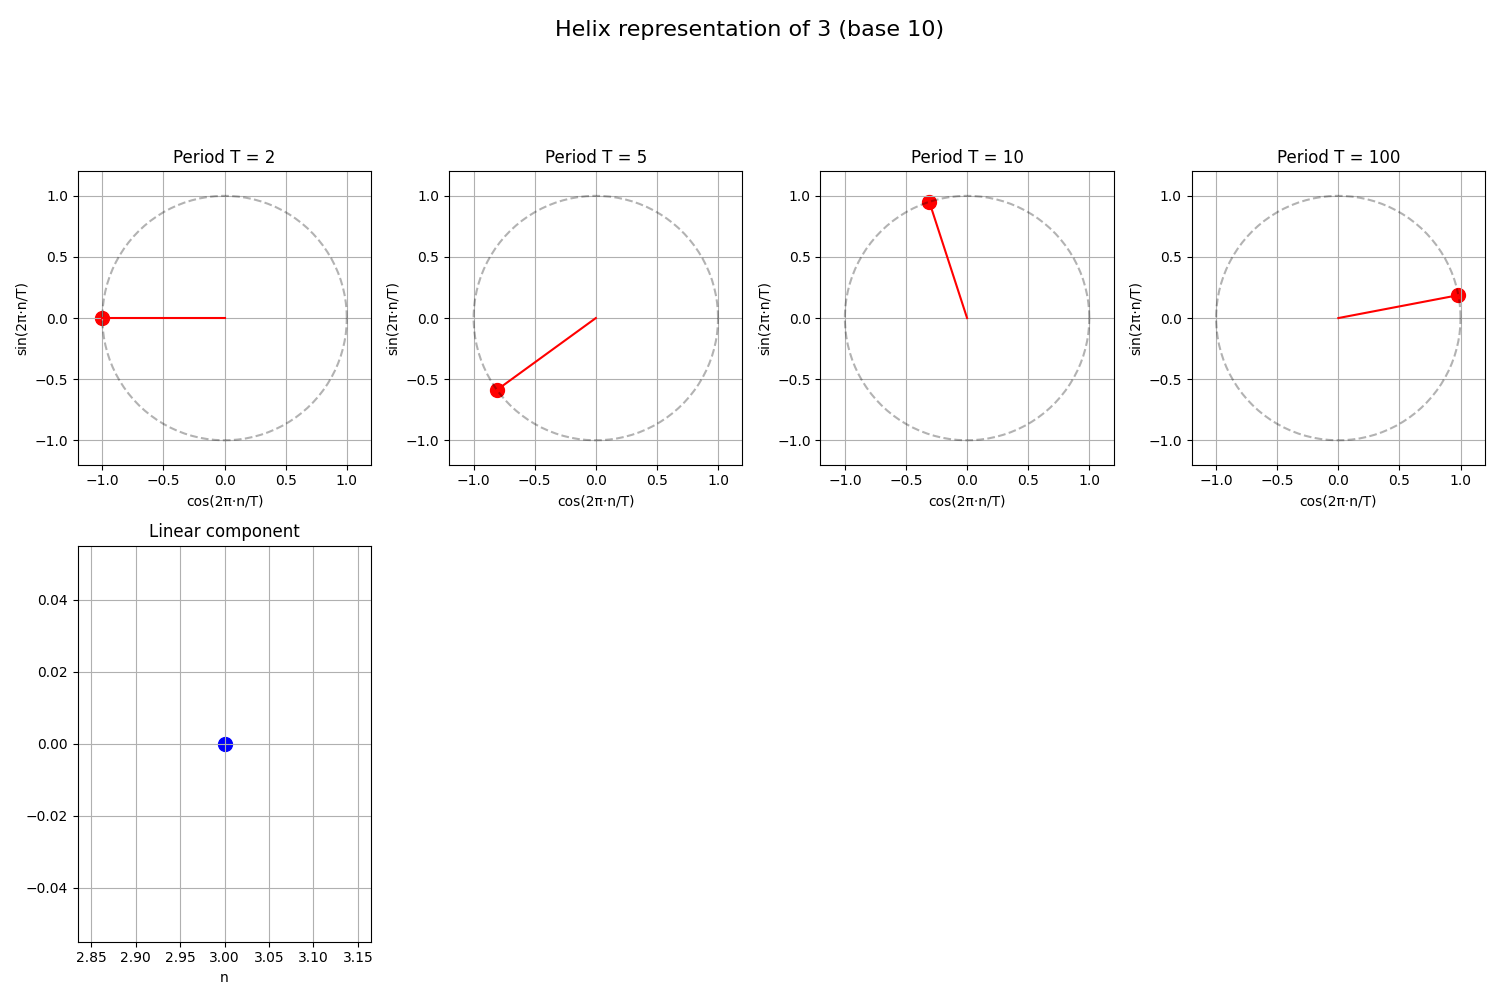 Helix representation of 3 (base 10)
Period T = 2
1.0
0.5
0.0
−0.5
−1.0
sin(2π·n/T)
−1.0 −0.5 0.0 0.5 1.0
cos(2π·n/T)
Period T = 5
1.0
0.5
0.0
−0.5
−1.0
sin(2π·n/T)
−1.0 −0.5 0.0 0.5 1.0
cos(2π·n/T)
Period T = 10
1.0
0.5
0.0
−0.5
−1.0
sin(2π·n/T)
−1.0 −0.5 0.0 0.5 1.0
cos(2π·n/T)
Period T = 100
1.0
0.5
0.0
−0.5
−1.0
sin(2π·n/T)
−1.0 −0.5 0.0 0.5 1.0
cos(2π·n/T)
Linear component
0.04
0.02
0.00
−0.02
−0.04
2.85 2.90 2.95 3.00 3.05 3.10 3.15
n